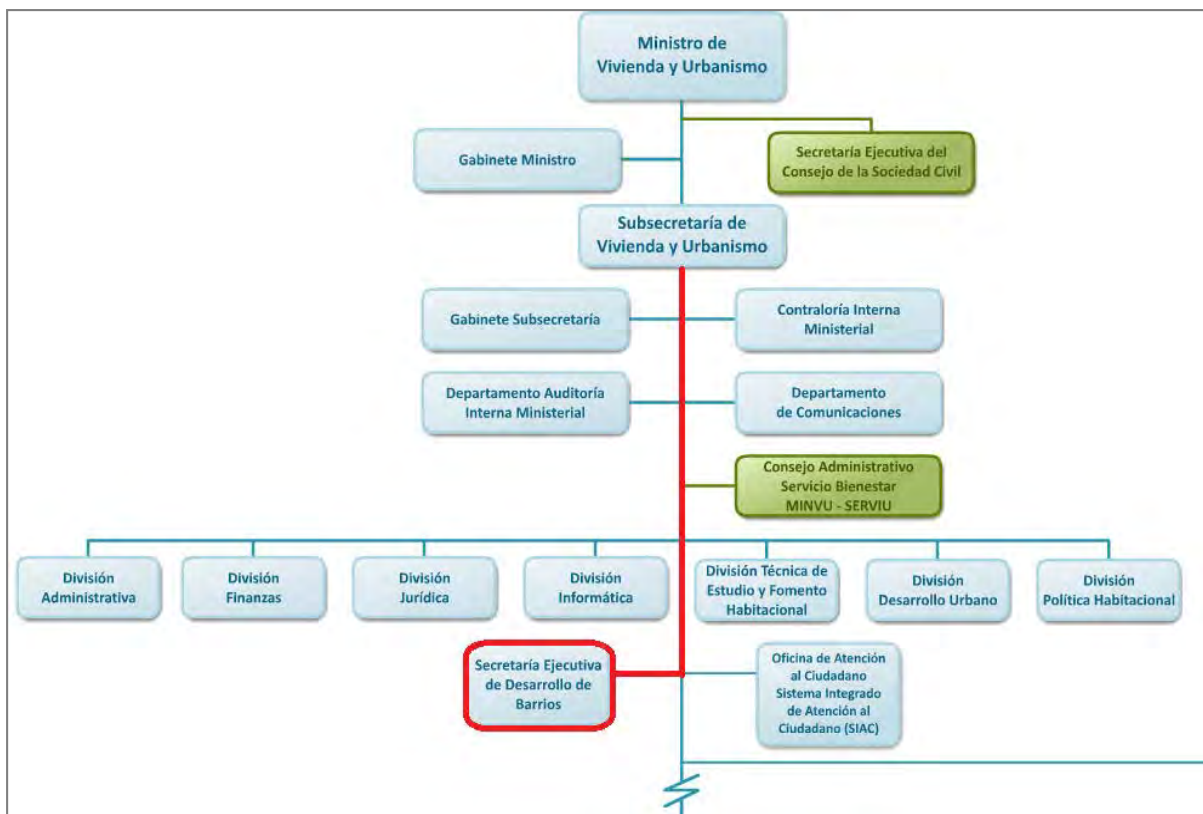 Ministro de
Vivienda y Urbanismo
Gabinete Ministro
Secretaría Ejecutiva del
Consejo de la Sociedad Civil
Subsecretaría de
Vivienda y Urbanismo
Gabinete Subsecretaría
Contraloría Interna
Ministerial
Departamento Auditoría
Interna Ministerial
Departamento
de Comunicaciones
Consejo Administrativo
Servicio Bienestar
MINVU - SERVIU
División
Administrativa
División
Finanzas
División
Jurídica
División
Informática
División Técnica de
Estudio y Fomento
Habitacional
División
Desarrollo Urbano
División
Política Habitacional
Secretaría Ejecutiva
de Desarrollo de
Barrios
Oficina de Atención
al Ciudadano
Sistema Integrado
de Atención al
Ciudadano (SIAC)